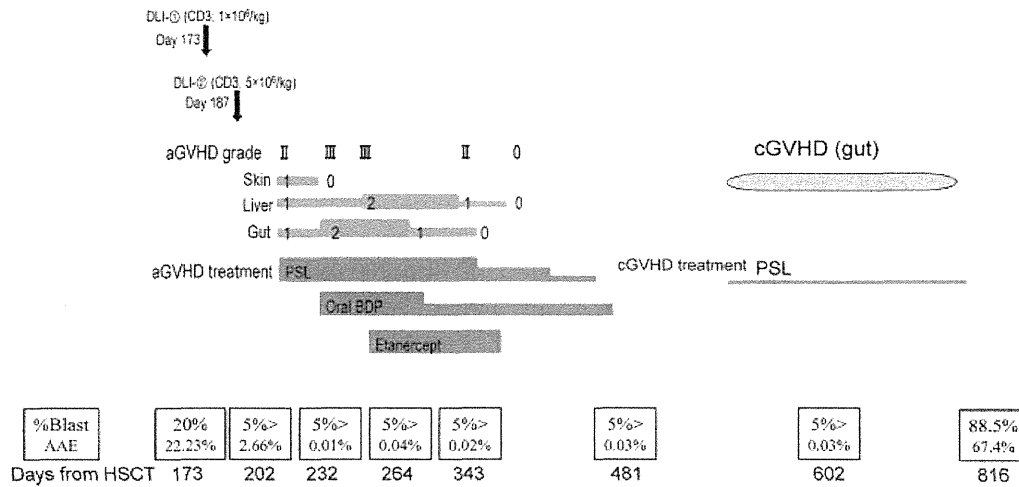 DLI-① (CD3: 1×10⁶/kg)
Day 173
DLI-② (CD3, 5×10⁶/kg)
Day 187
aGVHD grade Ⅱ Ⅲ Ⅲ Ⅱ 0
cGVHD (gut)
Skin 1 0
Liver 1 2 1 0
Gut 1 2 1 0
aGVHD treatment PSL
cGVHD treatment PSL
Oral BDP
Etanercept
%Blast 20% 5%> 5%> 5%> 5%> 5%> 5%> 88.5%
AAE 22.23% 2.66% 0.01% 0.04% 0.02% 0.03% 0.03% 67.4%
Days from HSCT 173 202 232 264 343 481 602 816